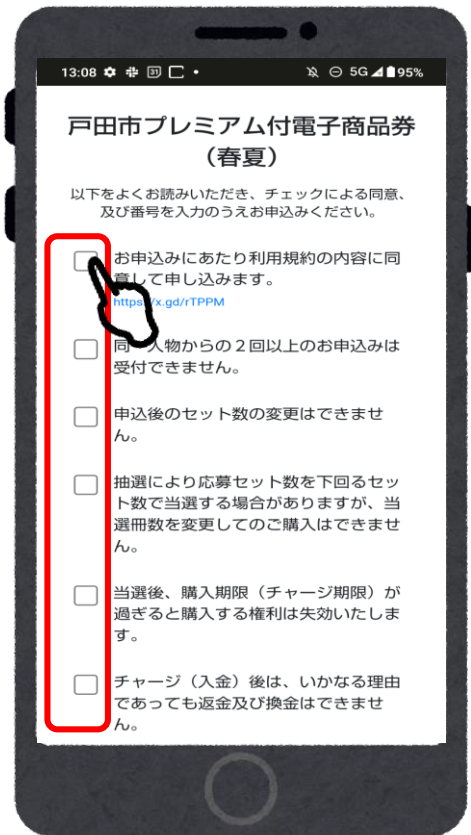 13:08 31 5G 95%
戸田市プレミアム付電子商品券
（春夏）
以下をよくお読みいただき、チェックによる同意、
及び番号を入力のうえお申込みください。
お申込みにあたり利用規約の内容に同
意して申し込みます。
https://x.gd/rTPPM
同一人物からの２回以上のお申込みは
受付できません。
申込後のセット数の変更はできませ
ん。
抽選により応募セット数を下回るセッ
ト数で当選する場合がありますが、当
選冊数を変更してのご購入はできませ
ん。
当選後、購入期限（チャージ期限）が
過ぎると購入する権利は失効いたしま
す。
チャージ（入金）後は、いかなる理由
であっても返金及び換金はできませ
ん。